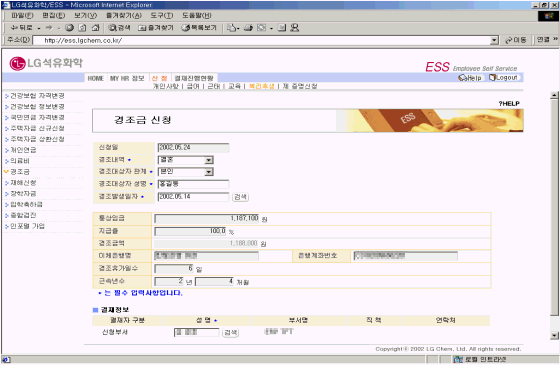 LG석유화학/ESS - Microsoft Internet Explorer
파일(F) 편집(E) 보기(V) 즐겨찾기(A) 도구(T) 도움말(H)
뒤로 검색 즐겨찾기 목록보기
주소(D) http://ess.lgchem.co.kr/ 이동 연결 »
LG석유화학
ESS Employee Self Service
HOME MY HR 정보 신 청 결재진행현황 Help Logout
개인사항 | 급여 | 근태 | 교육 | 복리후생 | 제 증명신청
건강보험 자격변경
건강보험 정보변경
국민연금 자격변경
주택자금 신규신청
주택자금 상환신청
개인연금
의료비
경조금
재해신청
장학자금
입학축하금
종합검진
인포멜 가입
?HELP
경조금 신청
ESS
신청일 2002.05.24
경조내역 결혼
경조대상자 관계 본인
경조대상자 성명 홍길동
경조발생일자 2002.05.14 검색
통상임금 1,187,100 원
지급율 100.0 %
경조금액 1,188,000 원
이체은행명 은행계좌번호
경조휴가일수 6 일
근속년수 2 년 4 개월
는 필수 입력사항입니다.
결재정보
결재자 구분 성 명 부서명 직 책 연락처
신청부서 검색
Copyright© 2002 LG Chem, Ltd. All rights reserved.
로컬 인트라넷